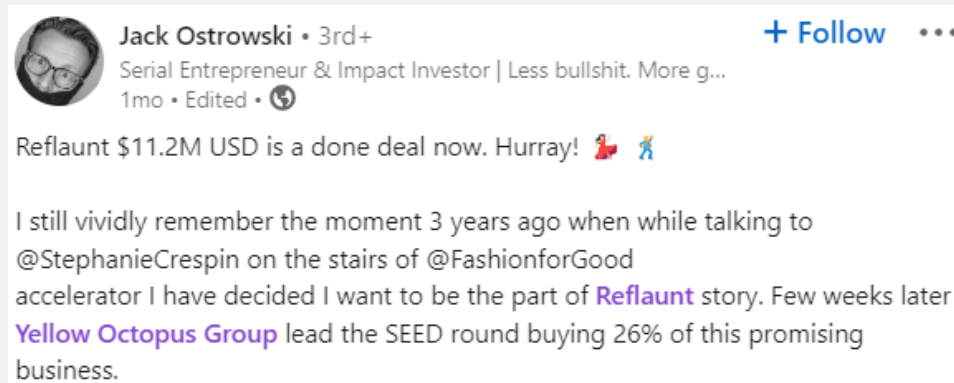 Jack Ostrowski • 3rd+
+ Follow ...
Serial Entrepreneur & Impact Investor | Less bullshit. More g...
1mo • Edited •
Reflaunt $11.2M USD is a done deal now. Hurray! 💃 🕺
I still vividly remember the moment 3 years ago when while talking to
@StephanieCrespin on the stairs of @FashionforGood
accelerator I have decided I want to be the part of Reflaunt story. Few weeks later
Yellow Octopus Group lead the SEED round buying 26% of this promising
business.